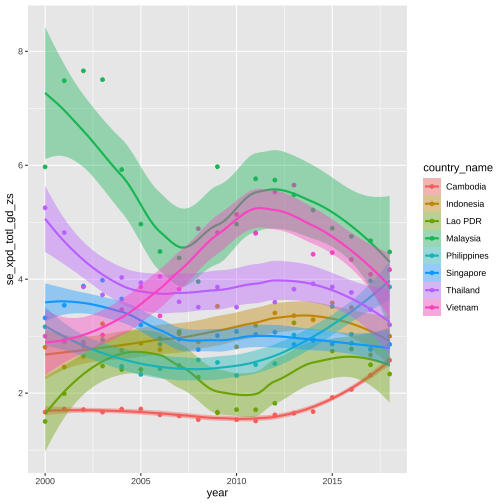 8
6
4
2
se_xpd_totl_gd_zs
2000
2005
2010
2015
year
country_name
Cambodia
Indonesia
Lao PDR
Malaysia
Philippines
Singapore
Thailand
Vietnam